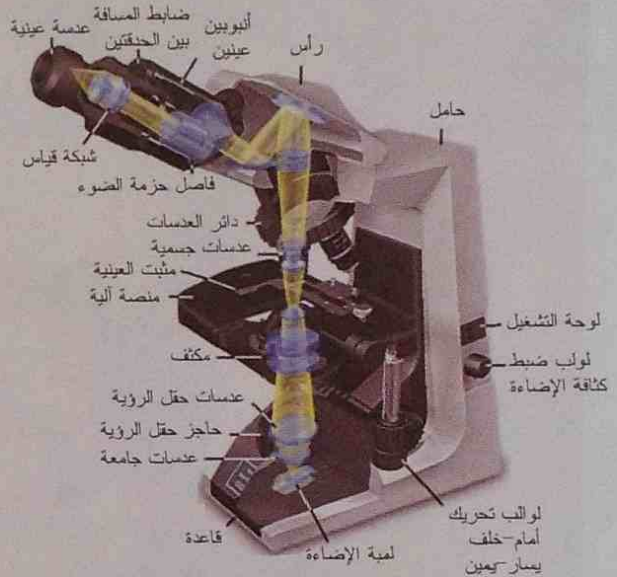 عدسة عينية
ضابط المسافة
بين الحدقتين
أنبوبين
عينين
رأس
حامل
شبكة قياس
فاصل حزمة الضوء
دائر العدسات
عدسات جسمية
مثبت العينية
منصة آلية
لوحة التشغيل
مكثف
لولب ضبط
كثافة الإضاءة
عدسات حقل الرؤية
حاجز حقل الرؤية
عدسات جامعة
قاعدة
لمبة الإضاءة
لوالب تحريك
أمام-خلف
يسار-يمين